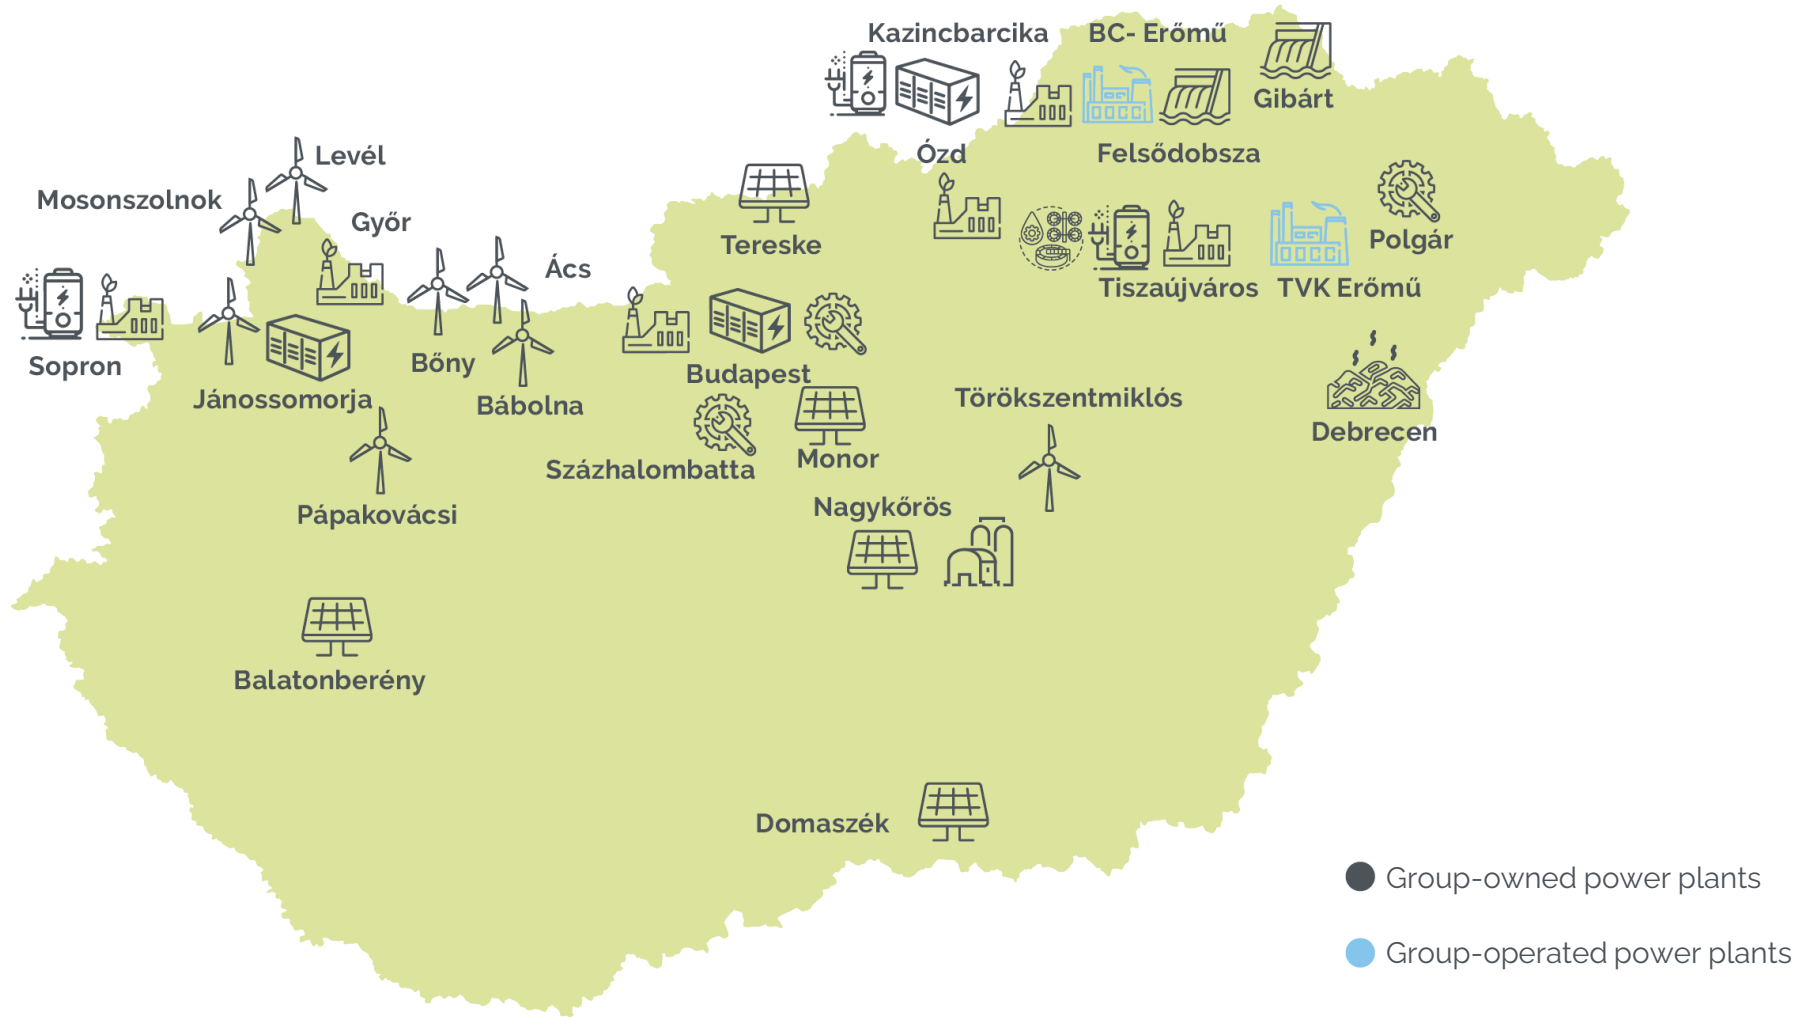 Kazincbarcika
BC- Erőmű
Gibárt
Ózd
Felsődobsza
Levél
Mosonszolnok
Győr
Tereske
Polgár
Ács
Tiszaújváros
TVK Erőmű
Sopron
Bőny
Budapest
Jánossomorja
Bábolna
Törökszentmiklós
Debrecen
Százhalombatta
Monor
Pápakovácsi
Nagykőrös
Balatonberény
Domaszék
Group-owned power plants
Group-operated power plants